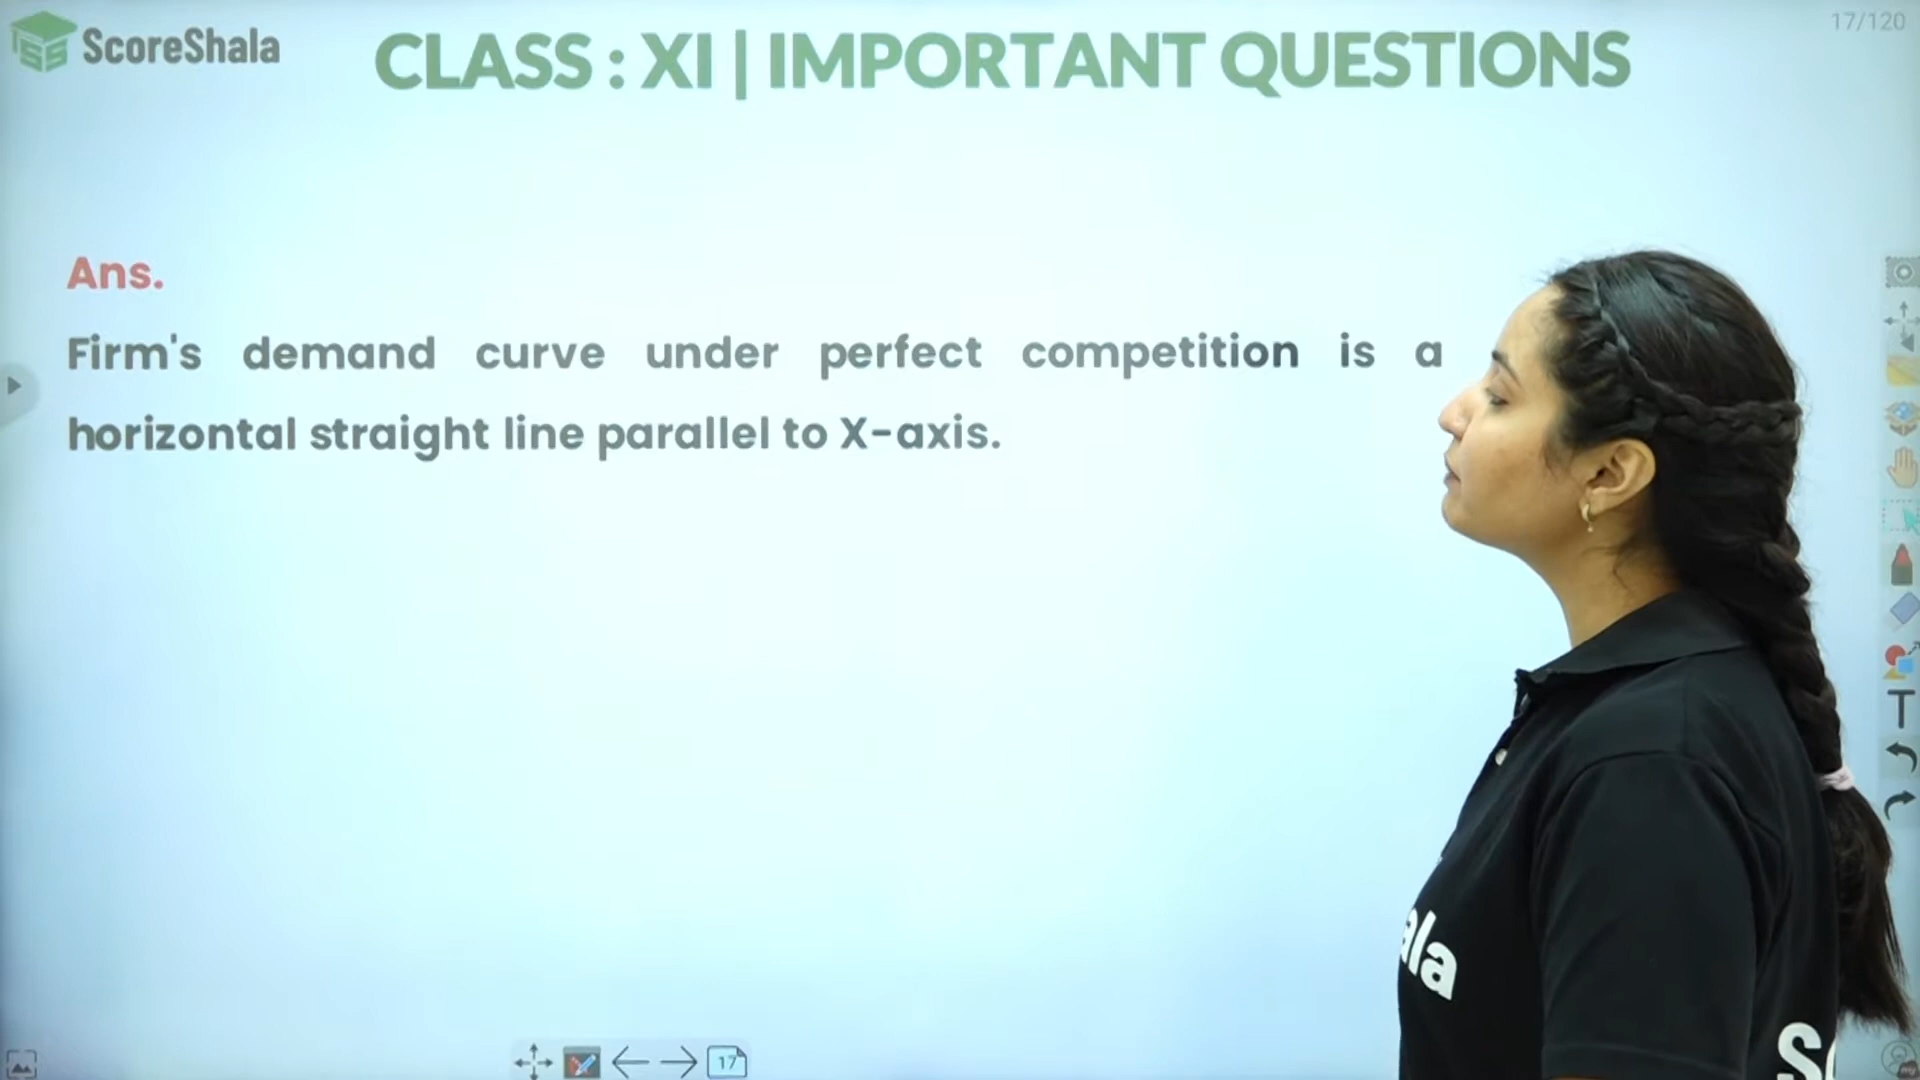 ScoreShala
CLASS : XI | IMPORTANT QUESTIONS
17/120
Ans.
Firm's demand curve under perfect competition is a
horizontal straight line parallel to X-axis.
ala
17